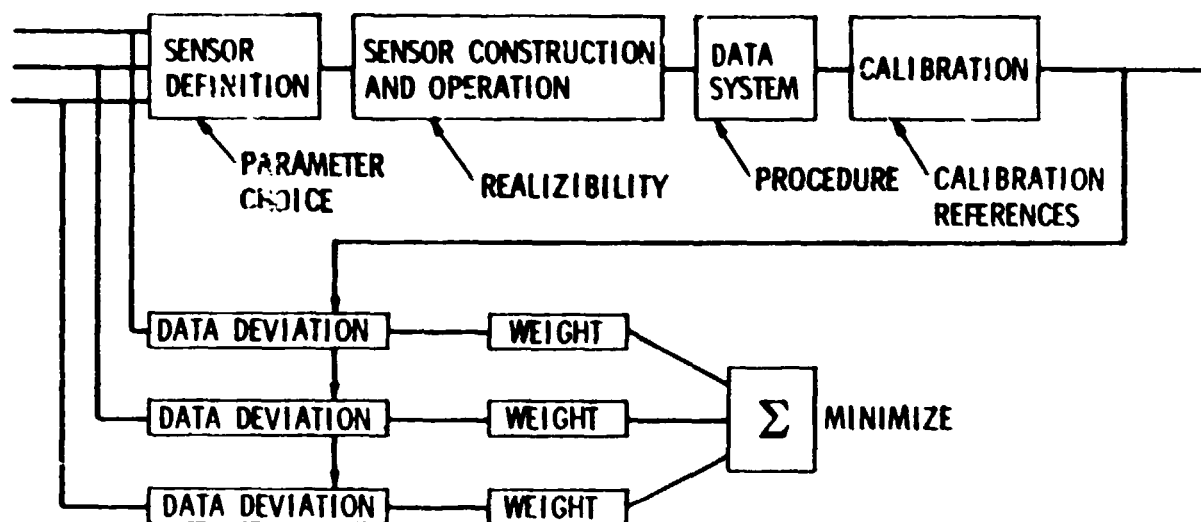 SENSOR
DEFINITION
SENSOR CONSTRUCTION
AND OPERATION
DATA
SYSTEM
CALIBRATION
PARAMETER
CHOICE
REALIZIBILITY
PROCEDURE
CALIBRATION
REFERENCES
DATA DEVIATION
WEIGHT
DATA DEVIATION
WEIGHT
Σ
MINIMIZE
DATA DEVIATION
WEIGHT